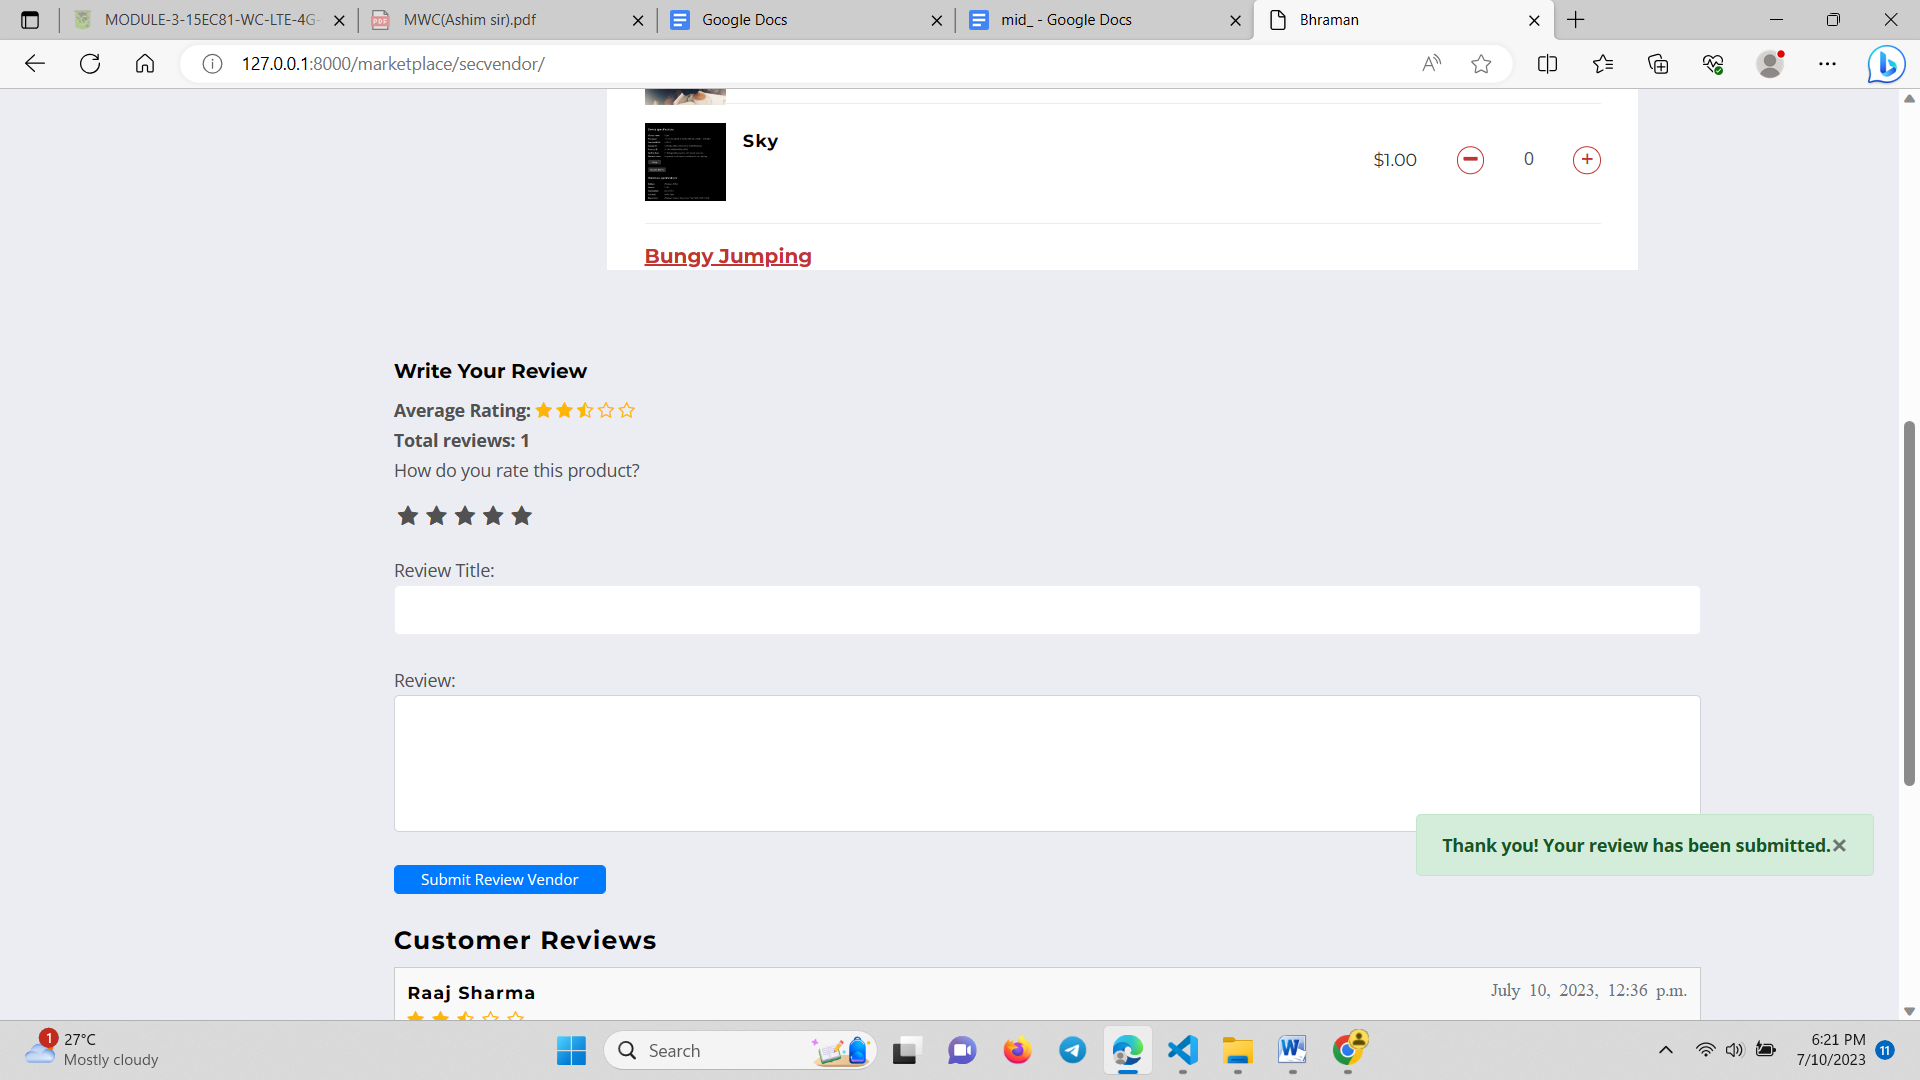 MODULE-3-15EC81-WC-LTE-4G-
MWC(Ashim sir).pdf
Google Docs
mid_ - Google Docs
Bhraman
127.0.0.1:8000/marketplace/secvendor/
Sky
$1.00
0
Bungy Jumping
Write Your Review
Average Rating:
Total reviews: 1
How do you rate this product?
Review Title:
Review:
Thank you! Your review has been submitted.
Submit Review Vendor
Customer Reviews
Raaj Sharma
July 10, 2023, 12:36 p.m.
1
27°C
Mostly cloudy
Search
6:21 PM
7/10/2023
11